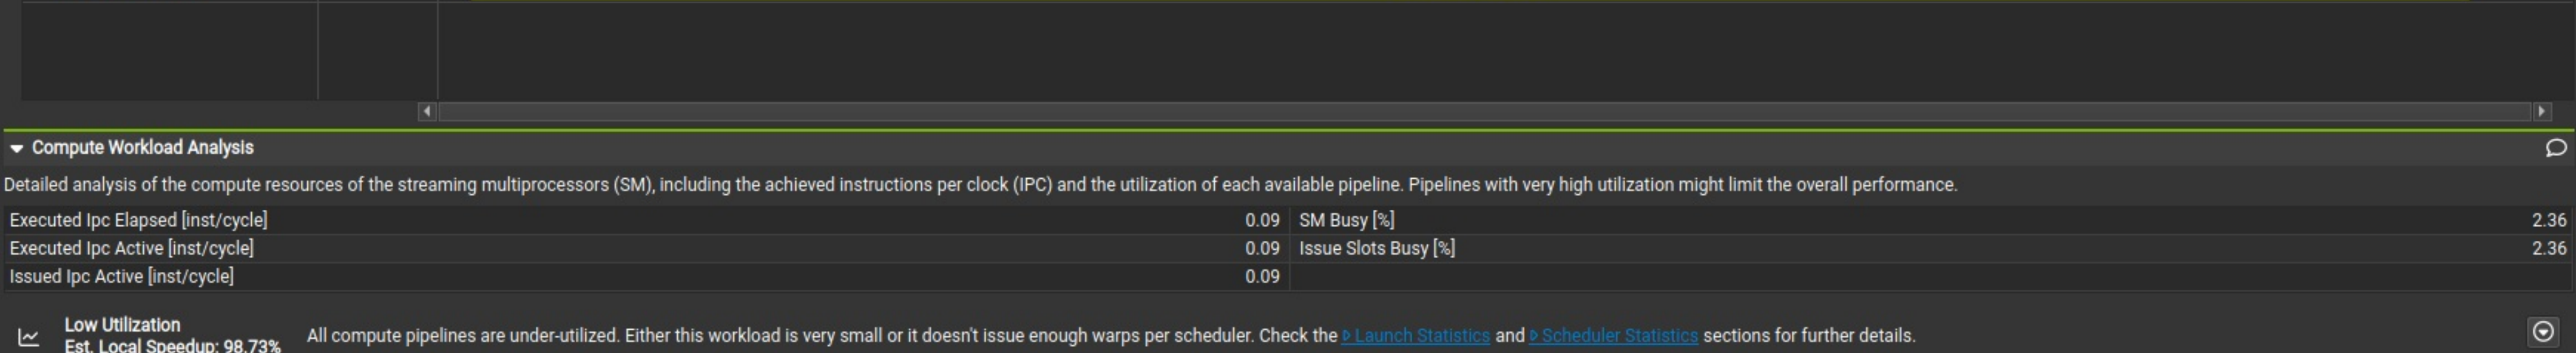 Compute Workload Analysis
Detailed analysis of the compute resources of the streaming multiprocessors (SM), including the achieved instructions per clock (IPC) and the utilization of each available pipeline. Pipelines with very high utilization might limit the overall performance.
Executed Ipc Elapsed [inst/cycle] 0.09 SM Busy [%] 2.36
Executed Ipc Active [inst/cycle] 0.09 Issue Slots Busy [%] 2.36
Issued Ipc Active [inst/cycle] 0.09
Low Utilization
Est. Local Speedup: 98.73%
All compute pipelines are under-utilized. Either this workload is very small or it doesn't issue enough warps per scheduler. Check the Launch Statistics and Scheduler Statistics sections for further details.